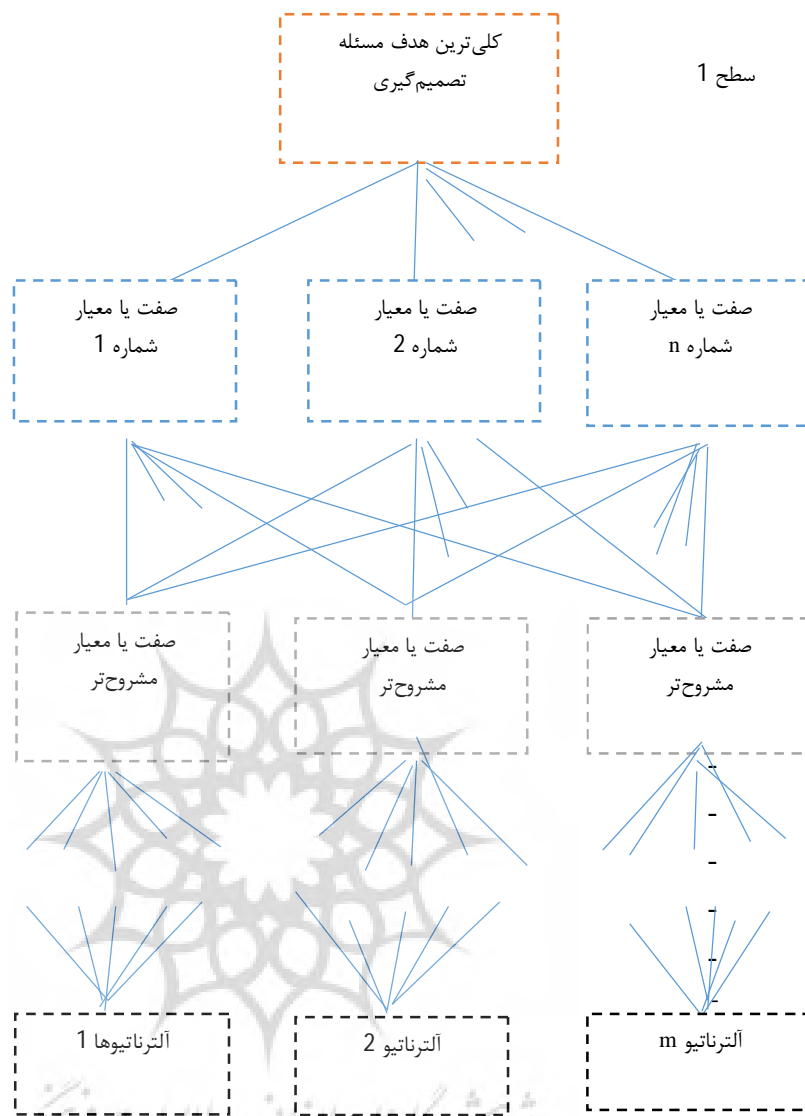 کلی‌ترین هدف مسئله
تصمیم‌گیری
سطح 1
صفت یا معیار
شماره n
صفت یا معیار
شماره 2
صفت یا معیار
شماره 1
صفت یا معیار
مشروح‌تر
صفت یا معیار
مشروح‌تر
صفت یا معیار
مشروح‌تر
آلترناتیو m
آلترناتیو 2
آلترناتیوها 1